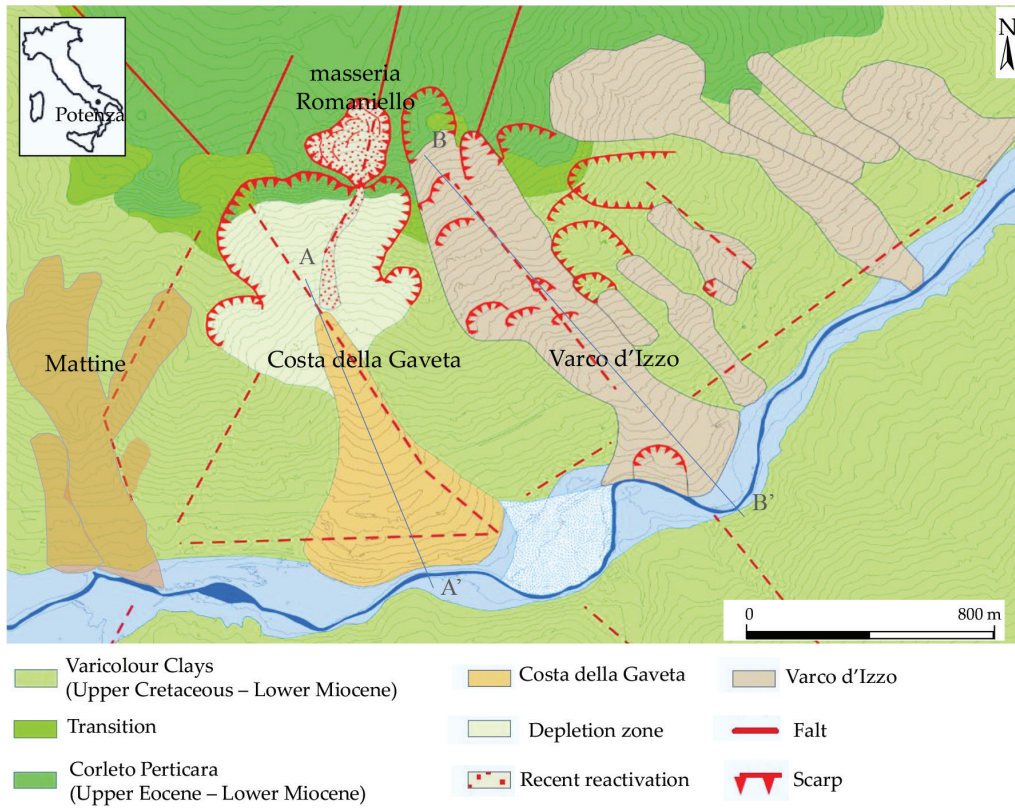 Potenza
N
masseria
Romaniello
B
A
Mattine
Costa della Gaveta
Varco d'Izzo
B'
A'
0
800 m
Varicolour Clays
(Upper Cretaceous – Lower Miocene)
Transition
Corleto Perticara
(Upper Eocene – Lower Miocene)
Costa della Gaveta
Depletion zone
Recent reactivation
Varco d'Izzo
Falt
Scarp